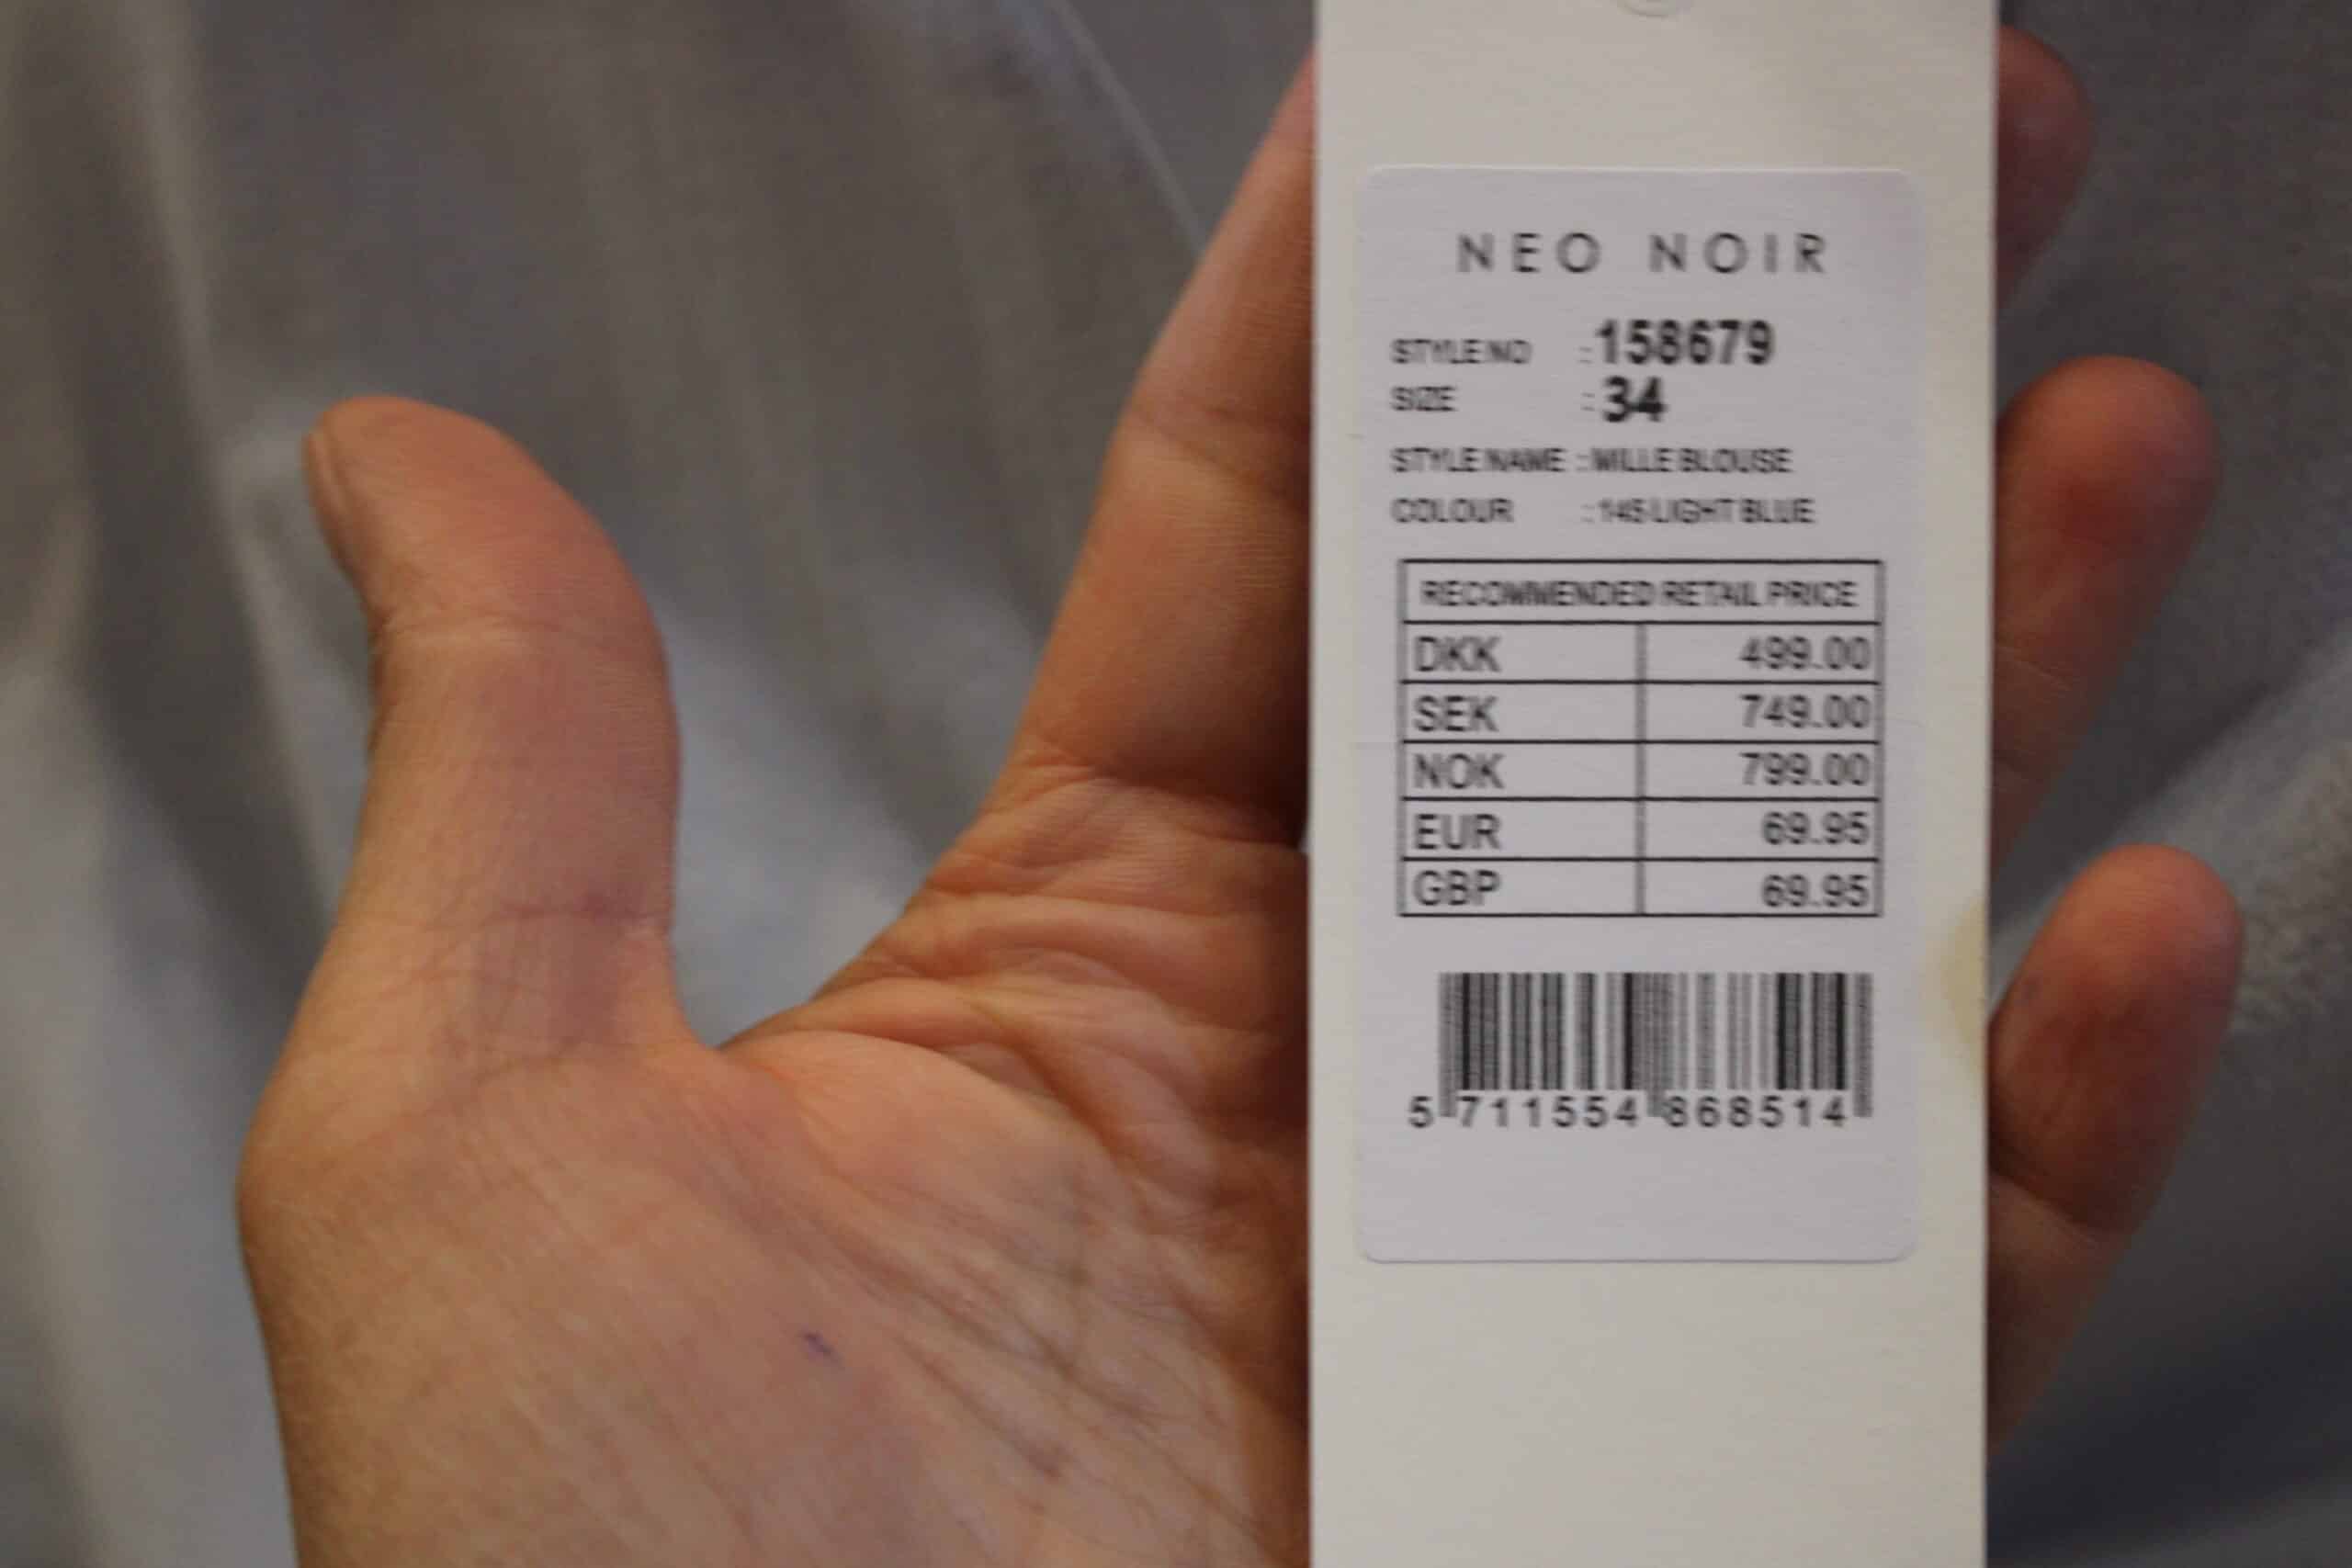 NEO NOIR
STYLE NO : 158679
SIZE : 34
STYLE NAME : MILLE BLOUSE
COLOUR : 145 LIGHT BLUE
RECOMMENDED RETAIL PRICE
DKK 499.00
SEK 749.00
NOK 799.00
EUR 69.95
GBP 69.95
5 711554 868514